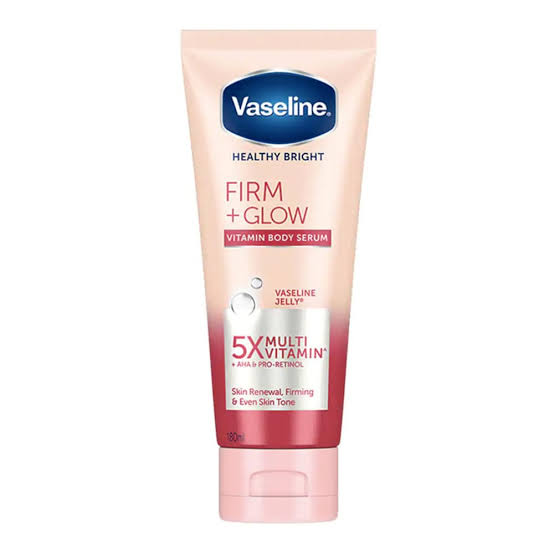 Vaseline®
HEALTHY BRIGHT
FIRM
+ GLOW
VITAMIN BODY SERUM
VASELINE
JELLY®
5X MULTI
VITAMIN^
+ AHA & PRO-RETINOL
Skin Renewal, Firming
& Even Skin Tone
180ml